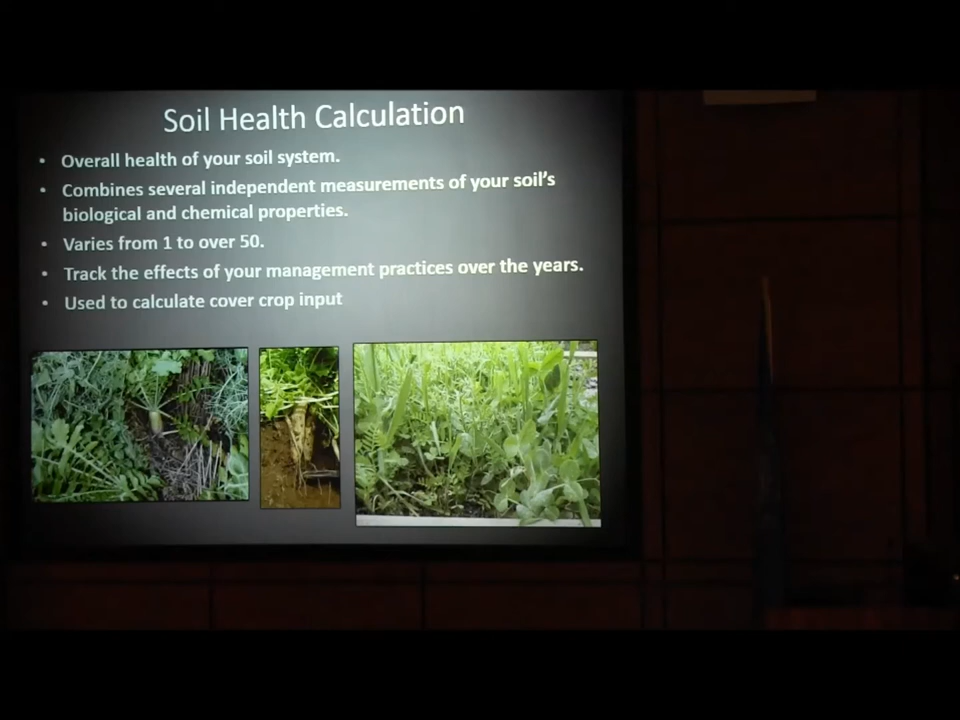 Soil Health Calculation
• Overall health of your soil system.
• Combines several independent measurements of your soil's
biological and chemical properties.
• Varies from 1 to over 50.
• Track the effects of your management practices over the years.
• Used to calculate cover crop input